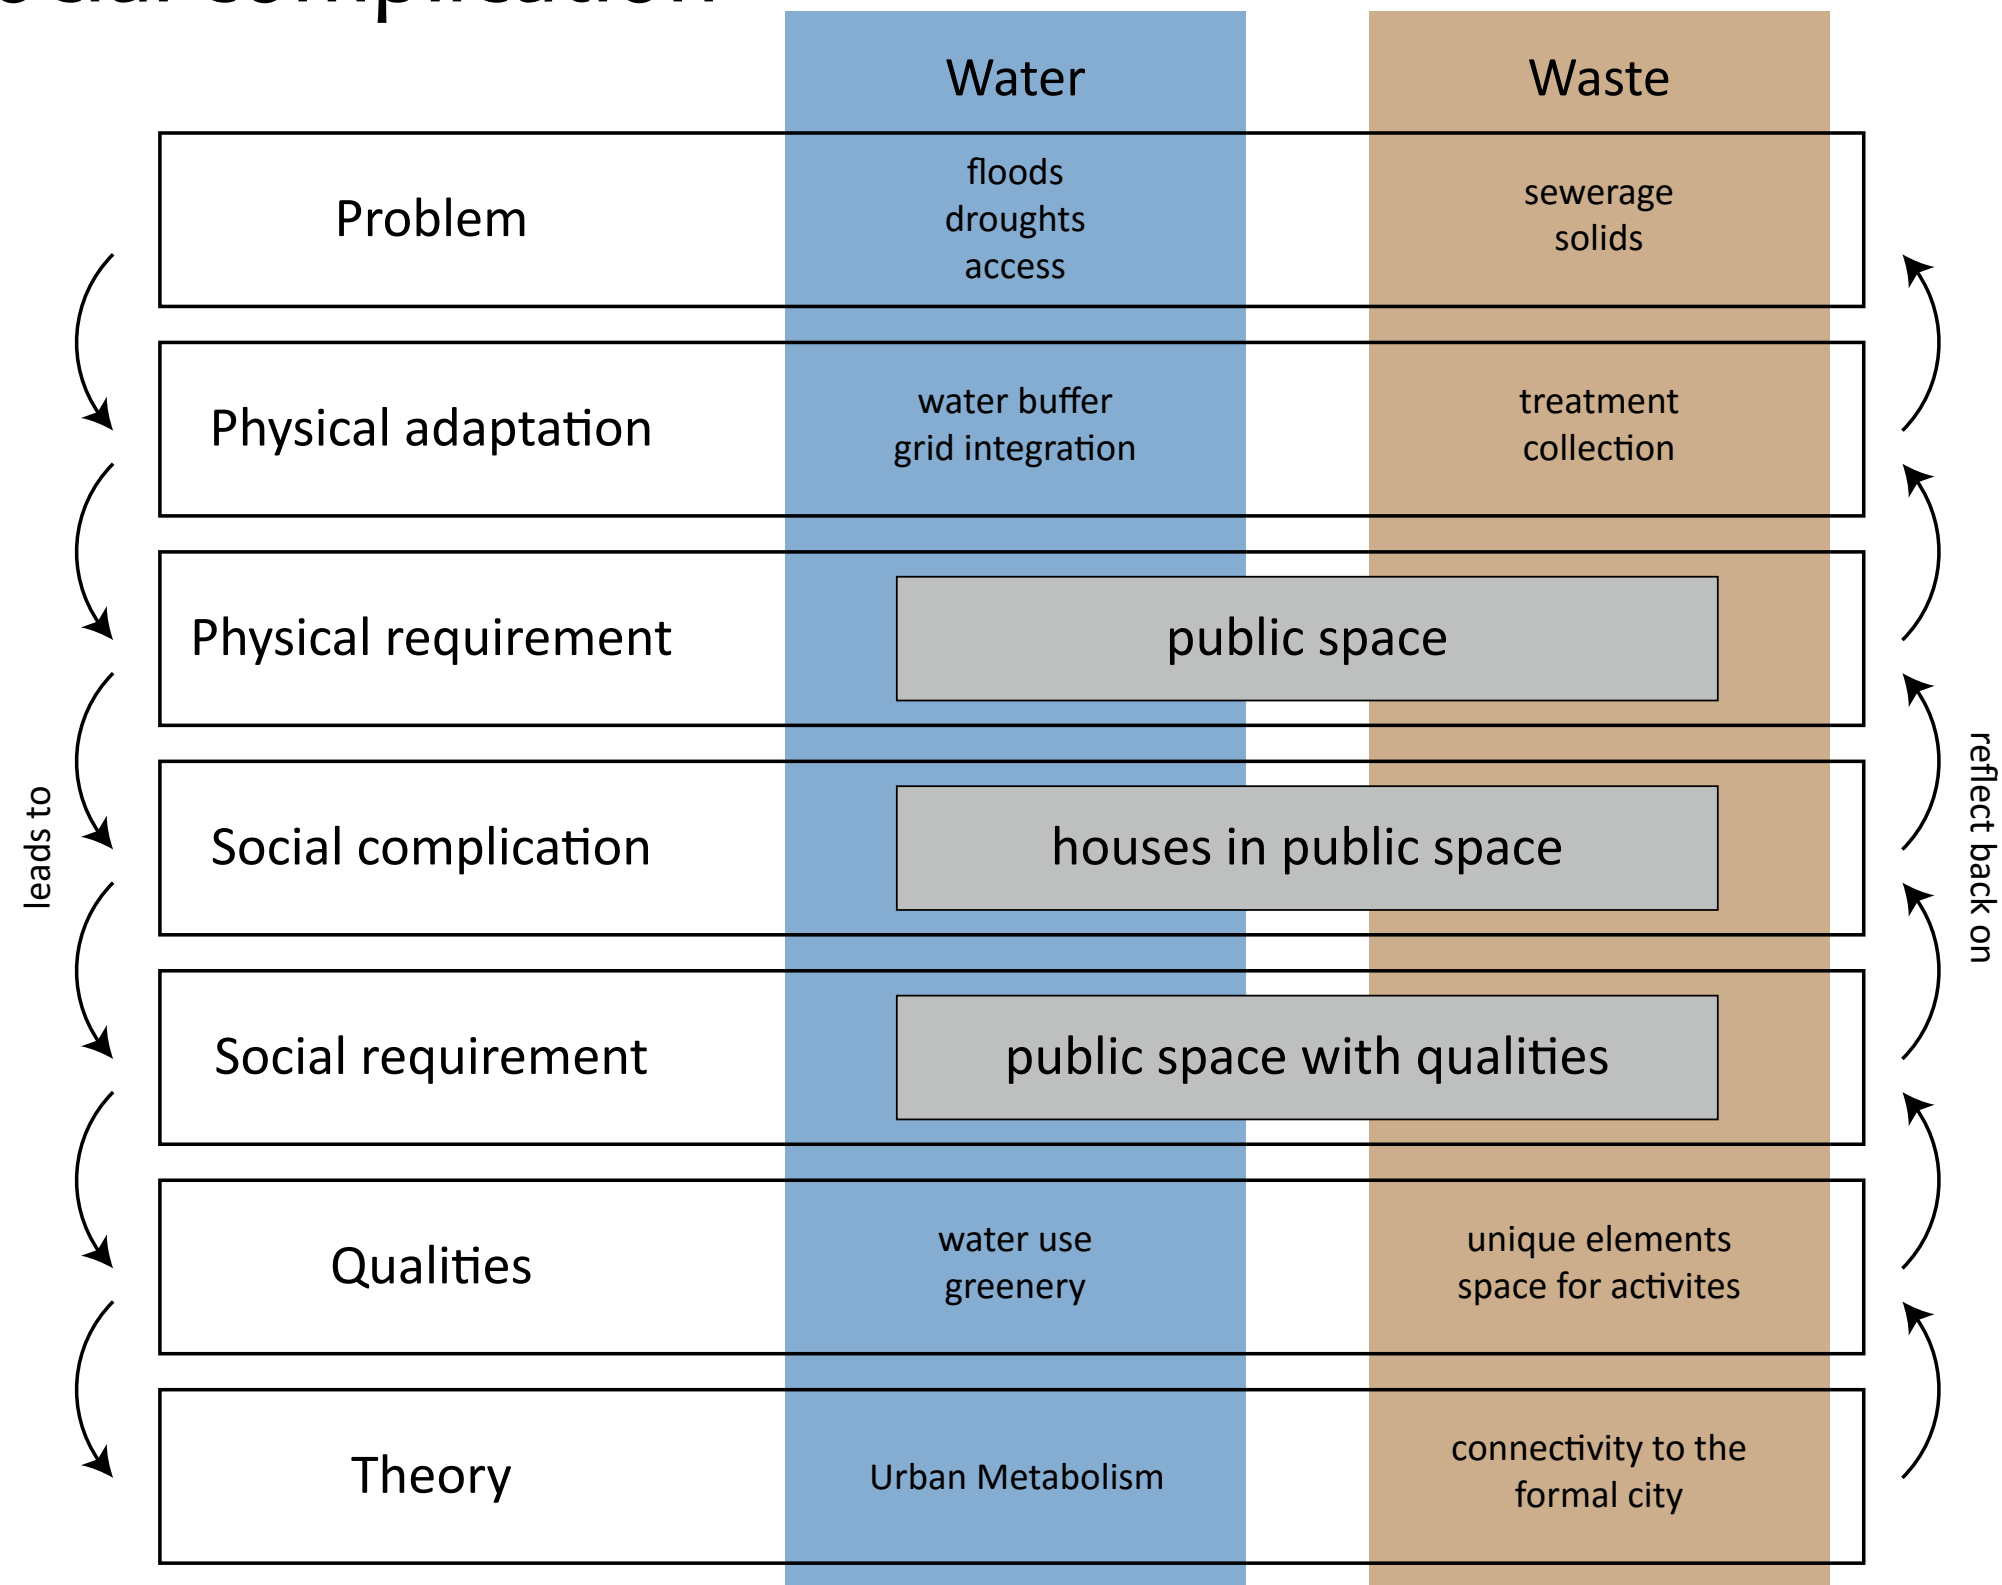 Water
Waste
Problem
floods
droughts
access
sewerage
solids
Physical adaptation
water buffer
grid integration
treatment
collection
Physical requirement
public space
Social complication
houses in public space
leads to
reflect back on
Social requirement
public space with qualities
Qualities
water use
greenery
unique elements
space for activites
Theory
Urban Metabolism
connectivity to the
formal city